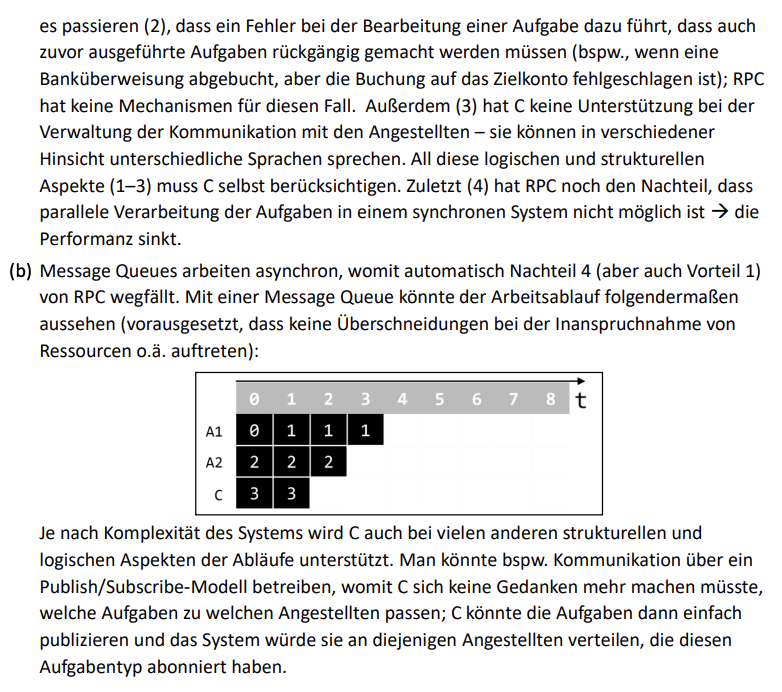 es passieren (2), dass ein Fehler bei der Bearbeitung einer Aufgabe dazu führt, dass auch
zuvor ausgeführte Aufgaben rückgängig gemacht werden müssen (bspw., wenn eine
Banküberweisung abgebucht, aber die Buchung auf das Zielkonto fehlgeschlagen ist); RPC
hat keine Mechanismen für diesen Fall.  Außerdem (3) hat C keine Unterstützung bei der
Verwaltung der Kommunikation mit den Angestellten – sie können in verschiedener
Hinsicht unterschiedliche Sprachen sprechen. All diese logischen und strukturellen
Aspekte (1–3) muss C selbst berücksichtigen. Zuletzt (4) hat RPC noch den Nachteil, dass
parallele Verarbeitung der Aufgaben in einem synchronen System nicht möglich ist → die
Performanz sinkt.
(b) Message Queues arbeiten asynchron, womit automatisch Nachteil 4 (aber auch Vorteil 1)
von RPC wegfällt. Mit einer Message Queue könnte der Arbeitsablauf folgendermaßen
aussehen (vorausgesetzt, dass keine Überschneidungen bei der Inanspruchnahme von
Ressourcen o.ä. auftreten):
0 1 2 3 4 5 6 7 8 t
A1 0 1 1 1
A2 2 2 2
C 3 3
Je nach Komplexität des Systems wird C auch bei vielen anderen strukturellen und
logischen Aspekten der Abläufe unterstützt. Man könnte bspw. Kommunikation über ein
Publish/Subscribe-Modell betreiben, womit C sich keine Gedanken mehr machen müsste,
welche Aufgaben zu welchen Angestellten passen; C könnte die Aufgaben dann einfach
publizieren und das System würde sie an diejenigen Angestellten verteilen, die diesen
Aufgabentyp abonniert haben.